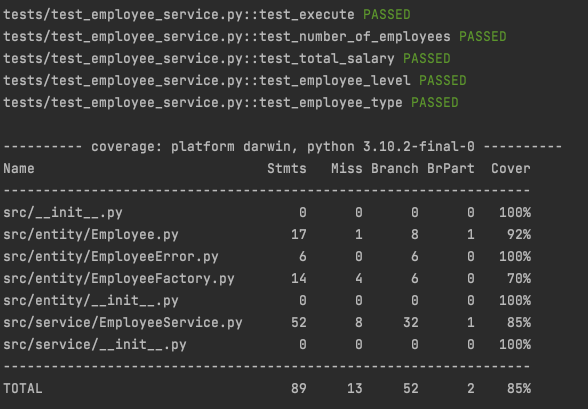 tests/test_employee_service.py::test_execute PASSED
tests/test_employee_service.py::test_number_of_employees PASSED
tests/test_employee_service.py::test_total_salary PASSED
tests/test_employee_service.py::test_employee_level PASSED
tests/test_employee_service.py::test_employee_type PASSED
---------- coverage: platform darwin, python 3.10.2-final-0 ----------
Name                              Stmts   Miss Branch BrPart  Cover
----------------------------------------------------------------
src/__init__.py                       0      0      0      0   100%
src/entity/Employee.py               17      1      8      1    92%
src/entity/EmployeeError.py           6      0      6      0   100%
src/entity/EmployeeFactory.py        14      4      6      0    70%
src/entity/__init__.py                0      0      0      0   100%
src/service/EmployeeService.py       52      8     32      1    85%
src/service/__init__.py               0      0      0      0   100%
----------------------------------------------------------------
TOTAL                                89     13     52      2    85%